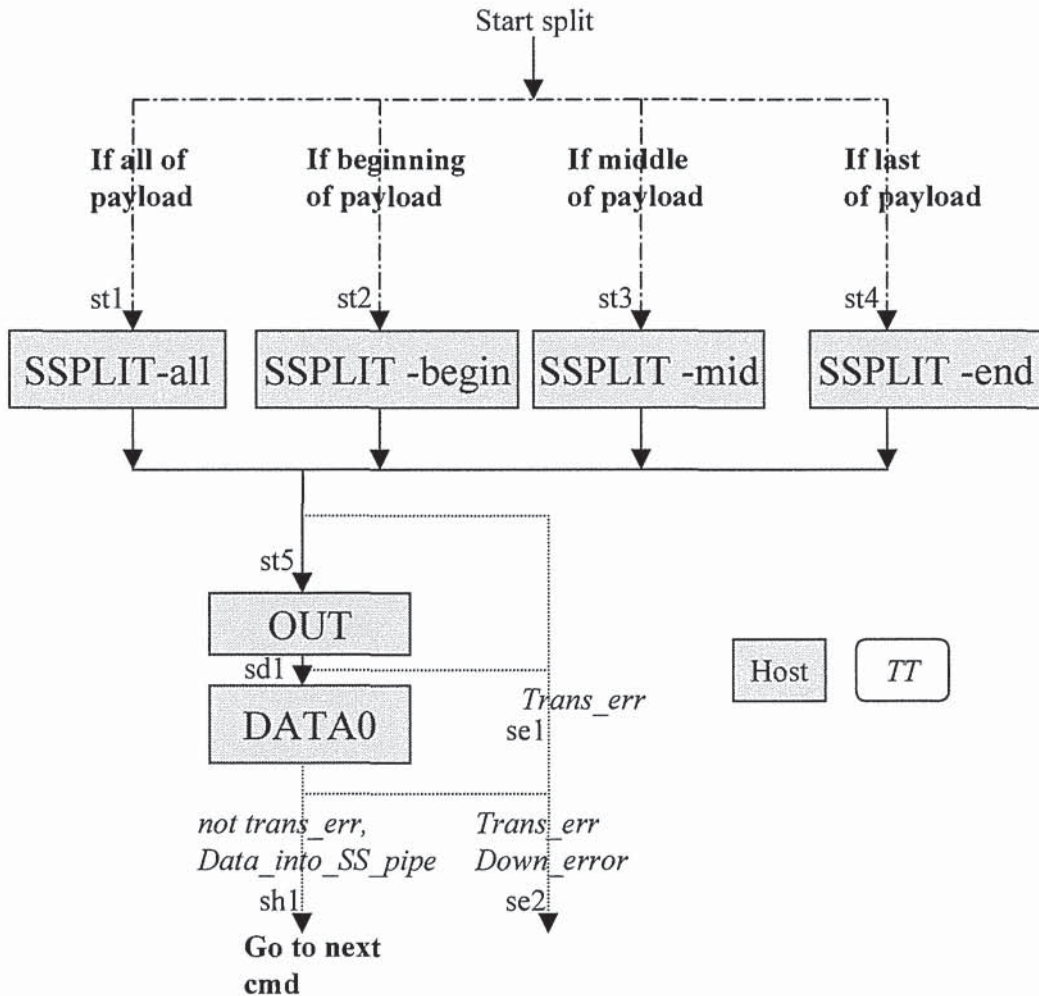 Start split
If all of
payload
If beginning
of payload
If middle
of payload
If last
of payload
st1
st2
st3
st4
SSPLIT-all
SSPLIT -begin
SSPLIT -mid
SSPLIT -end
st5
OUT
sd1
DATA0
Host
TT
Trans_err
se1
not trans_err,
Data_into_SS_pipe
sh1
Trans_err
Down_error
se2
Go to next
cmd